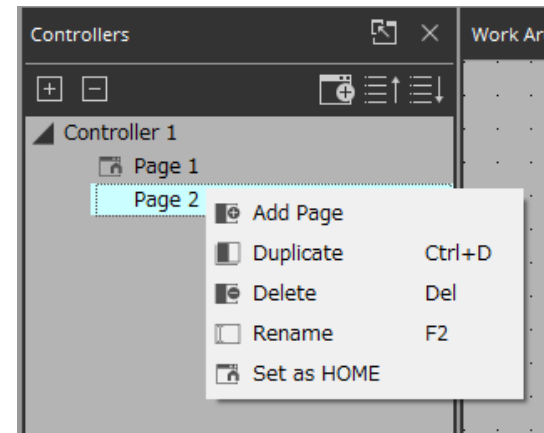 Controllers
Work Ar
Controller 1
Page 1
Page 2
Add Page
Duplicate Ctrl+D
Delete Del
Rename F2
Set as HOME